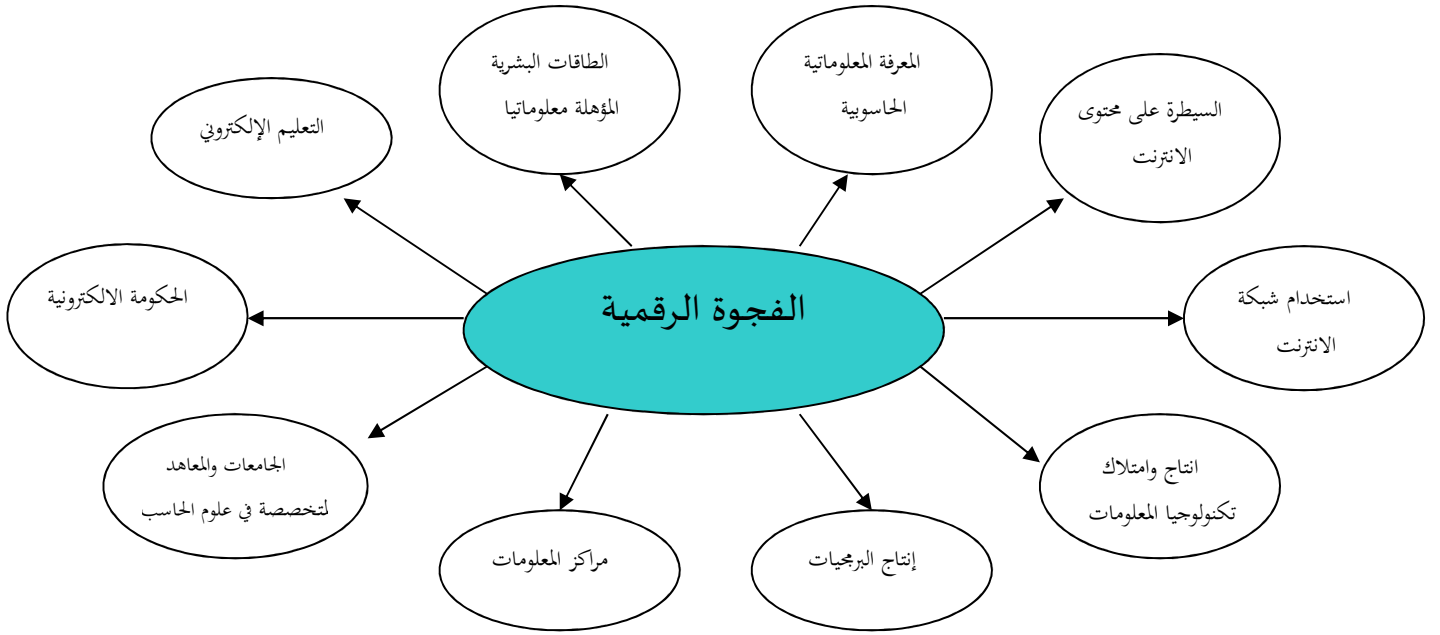 الطاقات البشرية
المؤهلة معلوماتيا
المعرفة المعلوماتية
الحاسوبية
السيطرة على محتوى
الانترنت
التعليم الإلكتروني
الفجوة الرقمية
الحكومة الالكترونية
استخدام شبكة
الانترنت
الجامعات والمعاهد
لمتخصصة في علوم الحاسب
انتاج وامتلاك
تكنولوجيا المعلومات
مراكز المعلومات
إنتاج البرمجيات